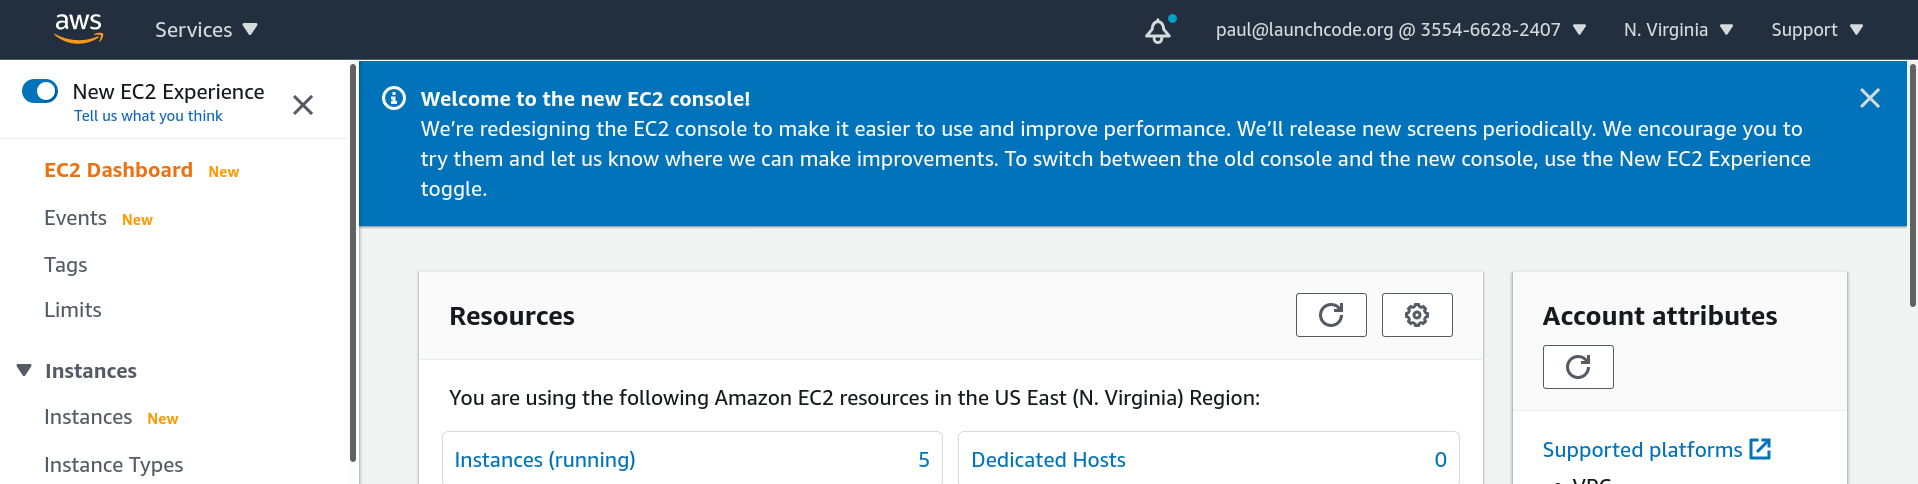 aws
Services
paul@launchcode.org @ 3554-6628-2407
N. Virginia
Support
New EC2 Experience
Tell us what you think
EC2 Dashboard New
Events New
Tags
Limits
Instances
Instances New
Instance Types
Welcome to the new EC2 console!
We’re redesigning the EC2 console to make it easier to use and improve performance. We’ll release new screens periodically. We encourage you to
try them and let us know where we can make improvements. To switch between the old console and the new console, use the New EC2 Experience
toggle.
Resources
You are using the following Amazon EC2 resources in the US East (N. Virginia) Region:
Instances (running) 5
Dedicated Hosts 0
Account attributes
Supported platforms